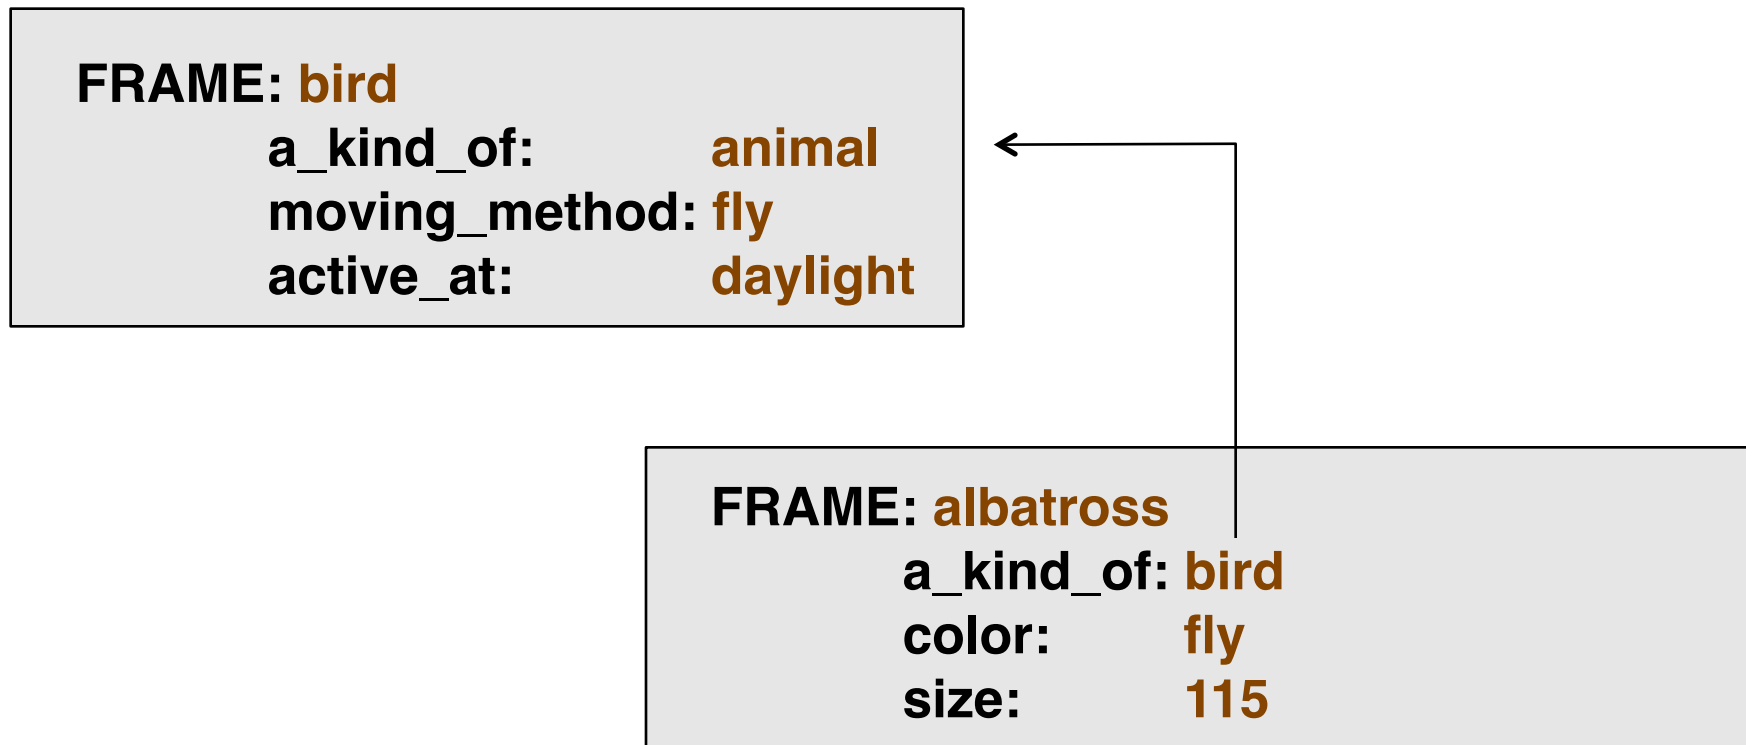 FRAME: bird
a_kind_of: animal
moving_method: fly
active_at: daylight
FRAME: albatross
a_kind_of: bird
color: fly
size: 115